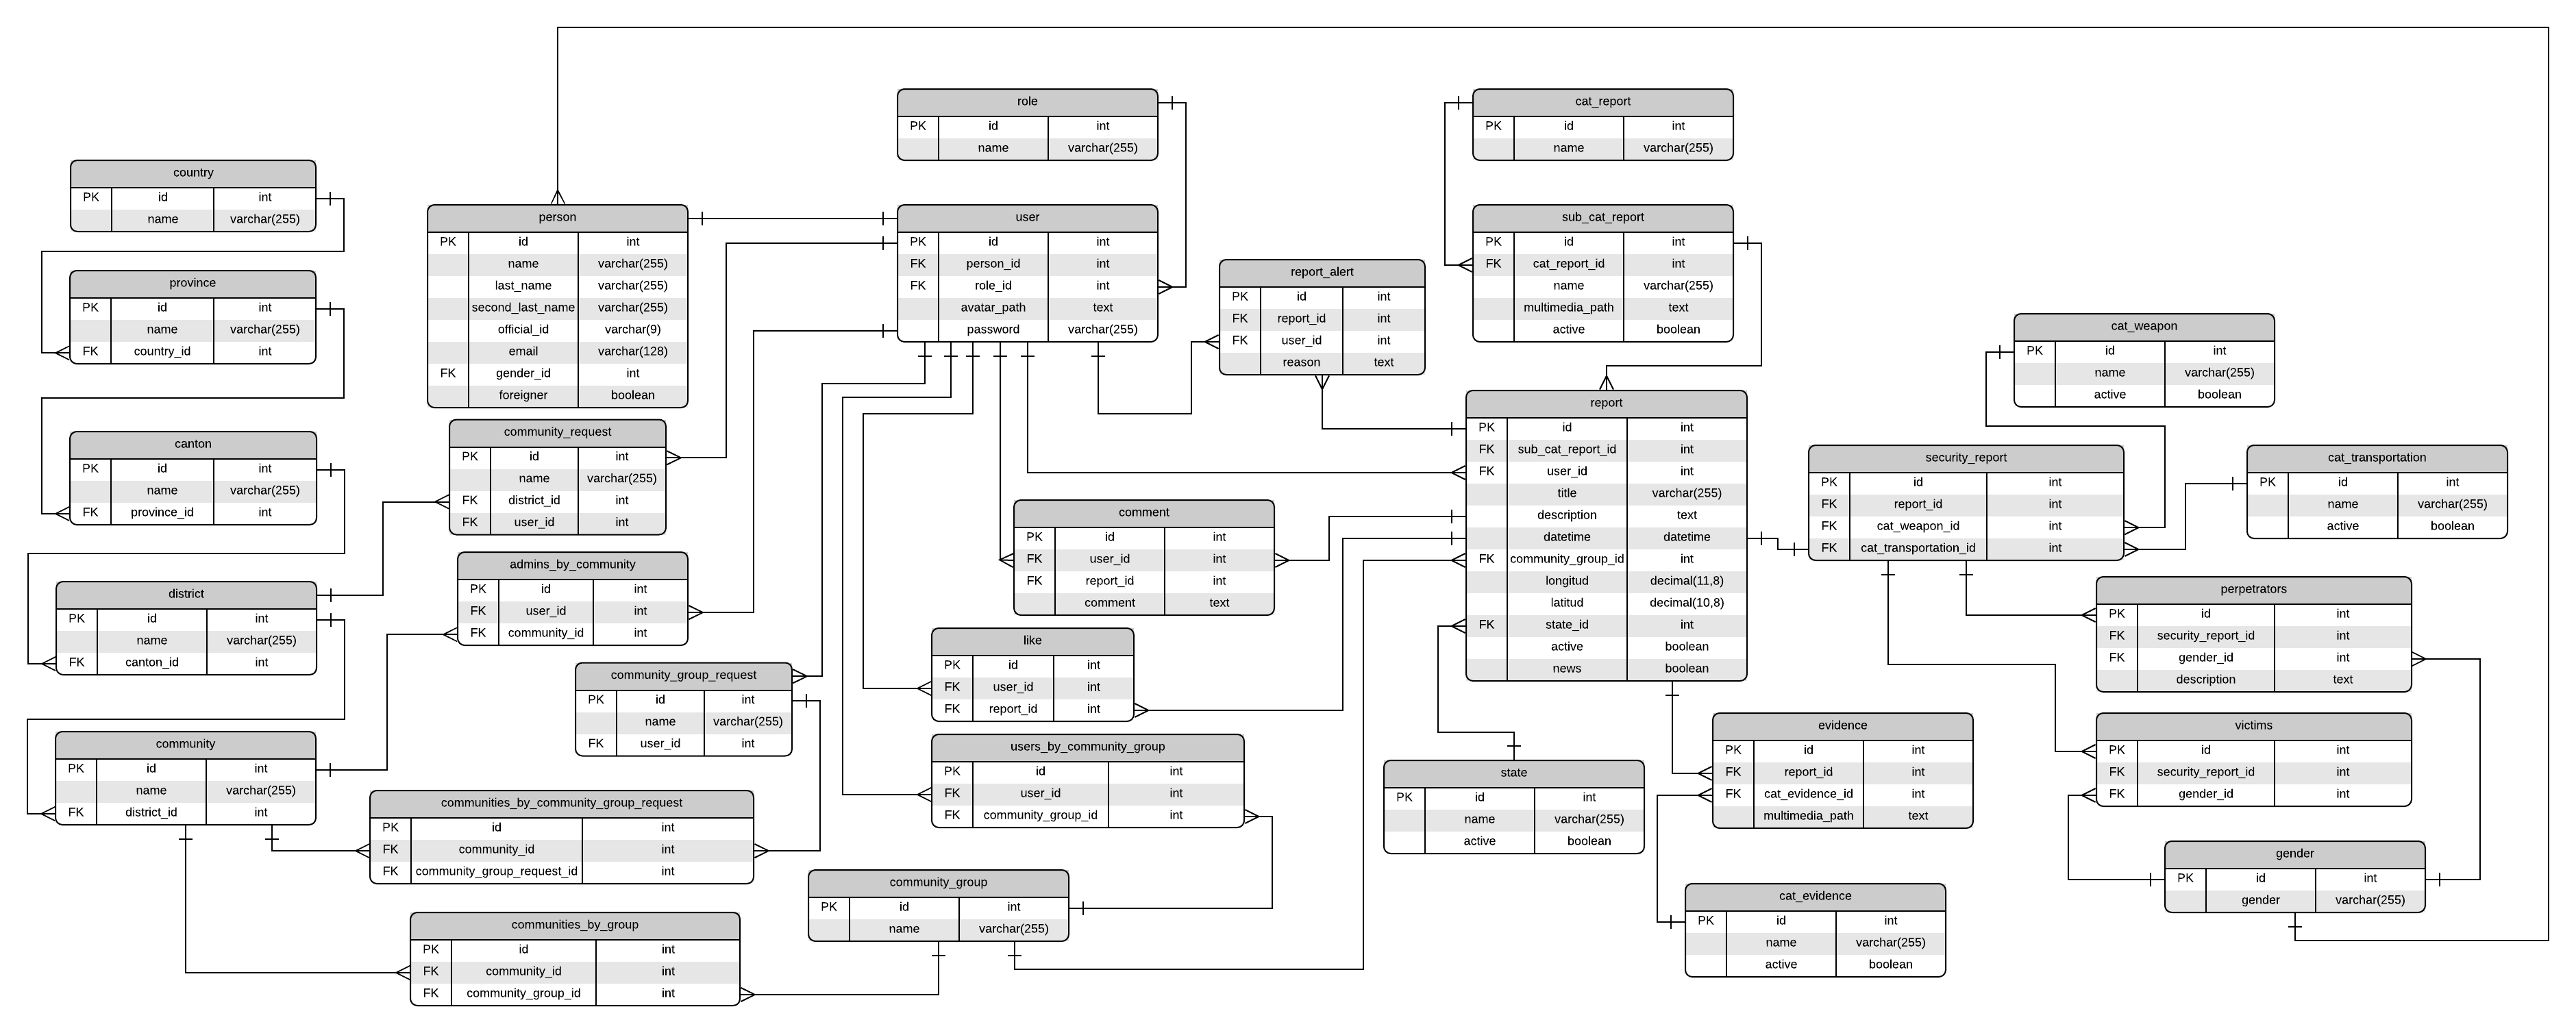 country
PK id int
name varchar(255)
province
PK id int
name varchar(255)
FK country_id int
canton
PK id int
name varchar(255)
FK province_id int
district
PK id int
name varchar(255)
FK canton_id int
community
PK id int
name varchar(255)
FK district_id int
person
PK id int
name varchar(255)
last_name varchar(255)
second_last_name varchar(255)
official_id varchar(9)
email varchar(128)
FK gender_id int
foreigner boolean
community_request
PK id int
name varchar(255)
FK district_id int
FK user_id int
admins_by_community
PK id int
FK user_id int
FK community_id int
community_group_request
PK id int
name varchar(255)
FK user_id int
communities_by_community_group_request
PK id int
FK community_id int
FK community_group_request_id int
communities_by_group
PK id int
FK community_id int
FK community_group_id int
role
PK id int
name varchar(255)
user
PK id int
FK person_id int
FK role_id int
avatar_path text
password varchar(255)
report_alert
PK id int
FK report_id int
FK user_id int
reason text
comment
PK id int
FK user_id int
FK report_id int
comment text
like
PK id int
FK user_id int
FK report_id int
users_by_community_group
PK id int
FK user_id int
FK community_group_id int
community_group
PK id int
name varchar(255)
cat_report
PK id int
name varchar(255)
sub_cat_report
PK id int
FK cat_report_id int
name varchar(255)
multimedia_path text
active boolean
report
PK id int
FK sub_cat_report_id int
FK user_id int
title varchar(255)
description text
datetime datetime
FK community_group_id int
longitud decimal(11,8)
latitud decimal(10,8)
FK state_id int
active boolean
news boolean
state
PK id int
name varchar(255)
active boolean
evidence
PK id int
FK report_id int
FK cat_evidence_id int
multimedia_path text
cat_evidence
PK id int
name varchar(255)
active boolean
cat_weapon
PK id int
name varchar(255)
active boolean
security_report
PK id int
FK report_id int
FK cat_weapon_id int
FK cat_transportation_id int
cat_transportation
PK id int
name varchar(255)
active boolean
perpetrators
PK id int
FK security_report_id int
FK gender_id int
description text
victims
PK id int
FK security_report_id int
FK gender_id int
gender
PK id int
gender varchar(255)